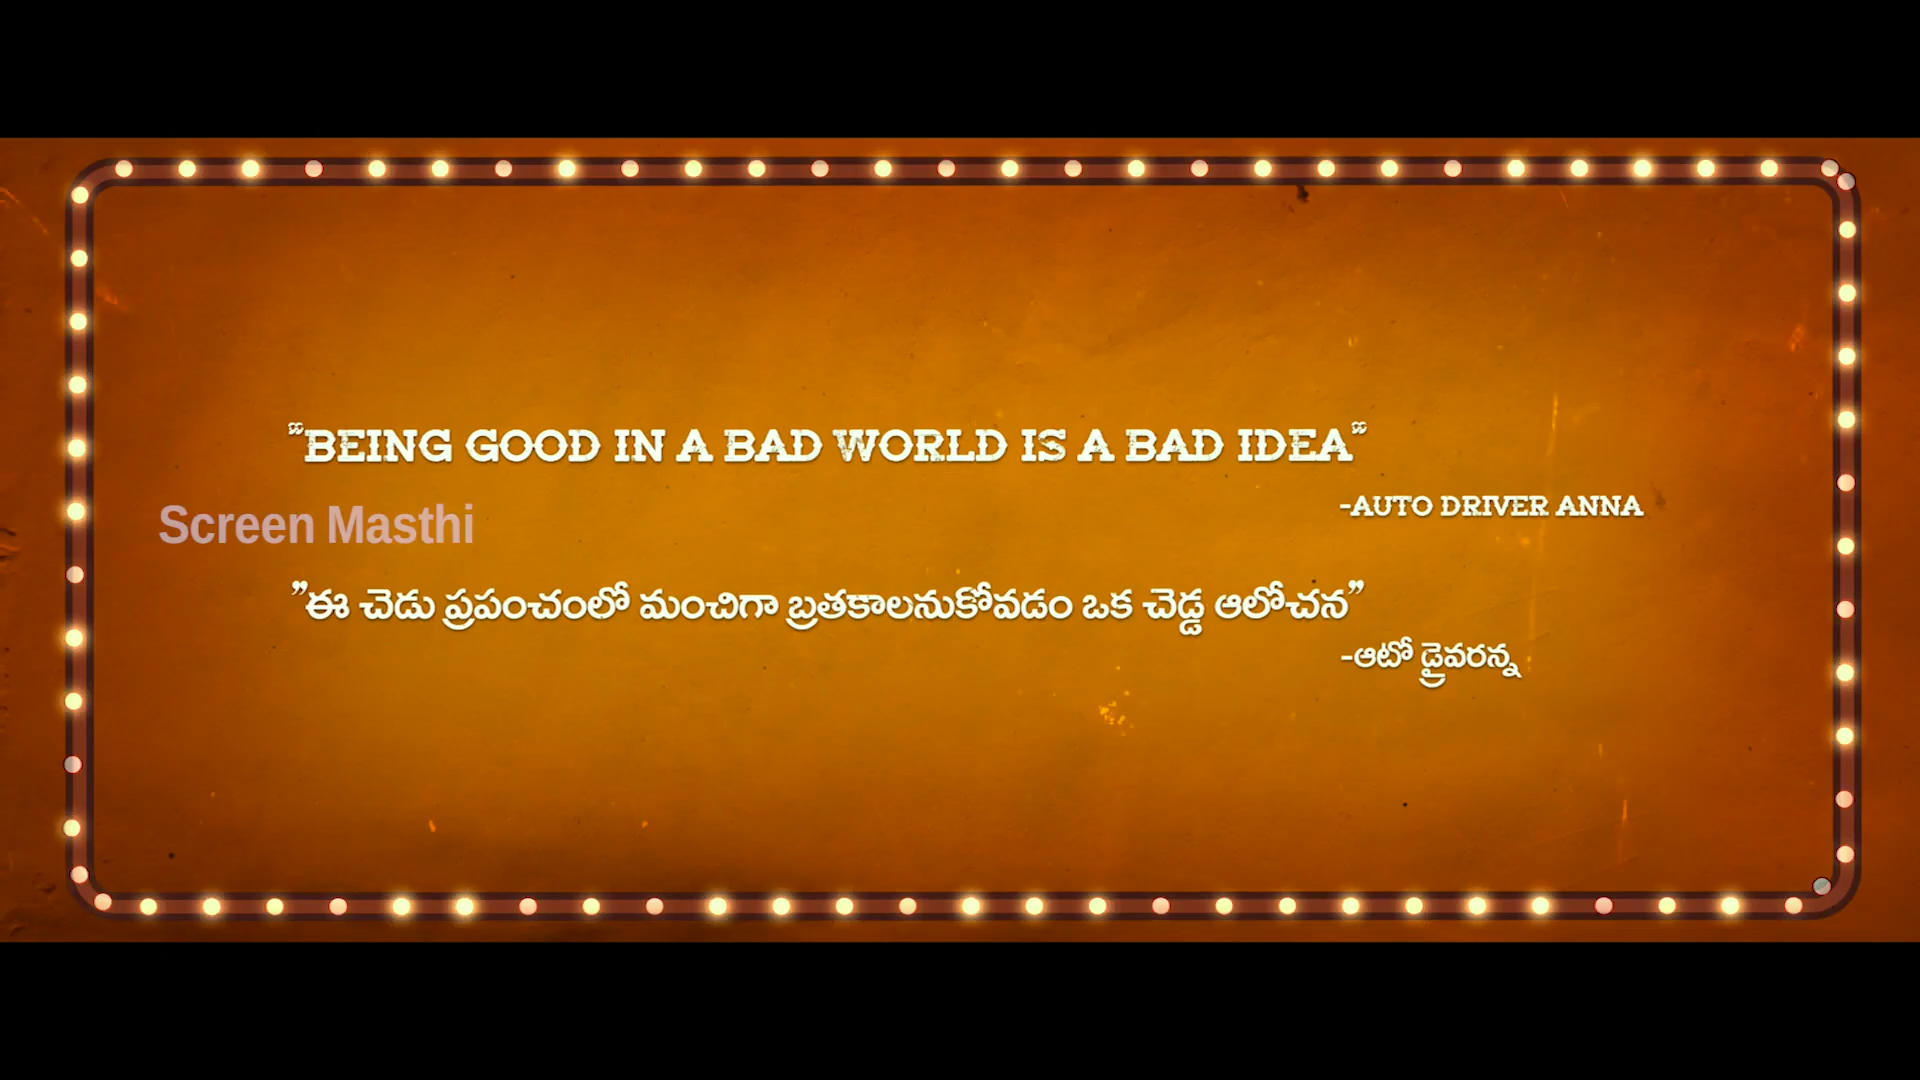 "BEING GOOD IN A BAD WORLD IS A BAD IDEA"
-AUTO DRIVER ANNA
Screen Masthi
"ఈ చెడు ప్రపంచంలో మంచిగా బ్రతకాలనుకోవడం ఒక చెడ్డ ఆలోచన"
-ఆటో డ్రైవరన్న